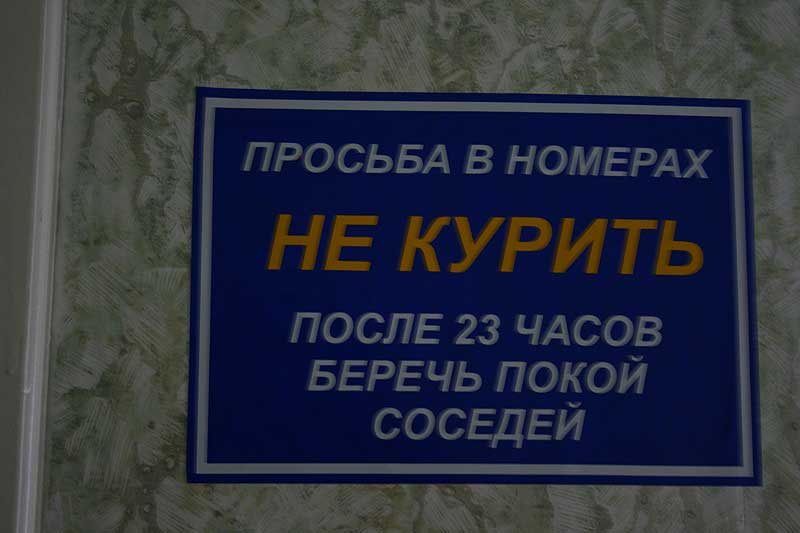 ПРОСЬБА В НОМЕРАХ
НЕ КУРИТЬ
ПОСЛЕ 23 ЧАСОВ
БЕРЕЧЬ ПОКОЙ
СОСЕДЕЙ